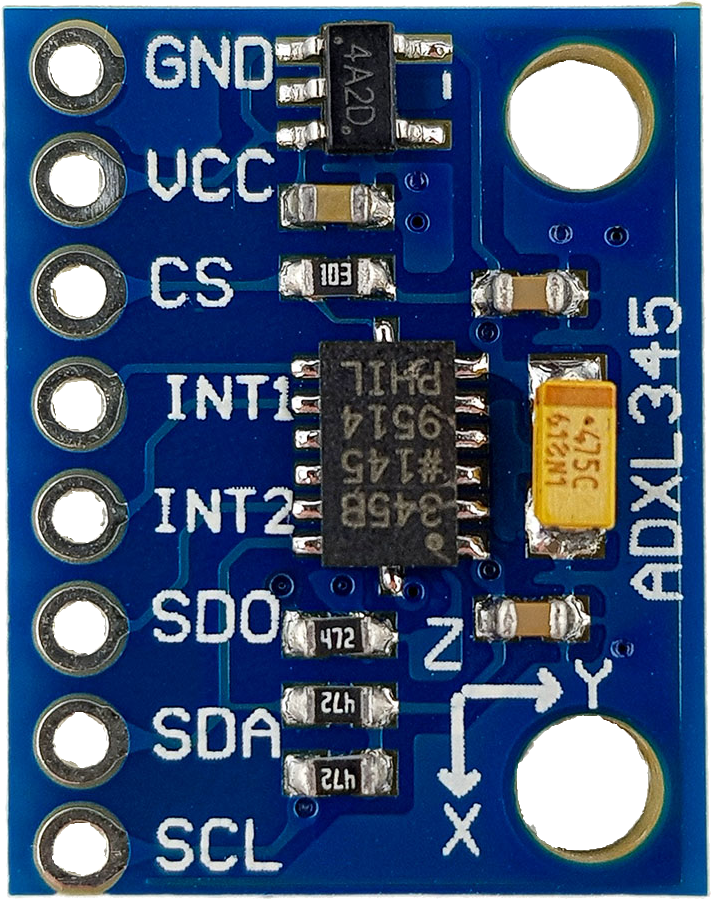 GND
4A2D
VCC
CS
103
INT1
ADXL345
345B
#145
9514
PHIL
475C
INT2
SDO
472
Z
Y
472
SDA
472
X
SCL